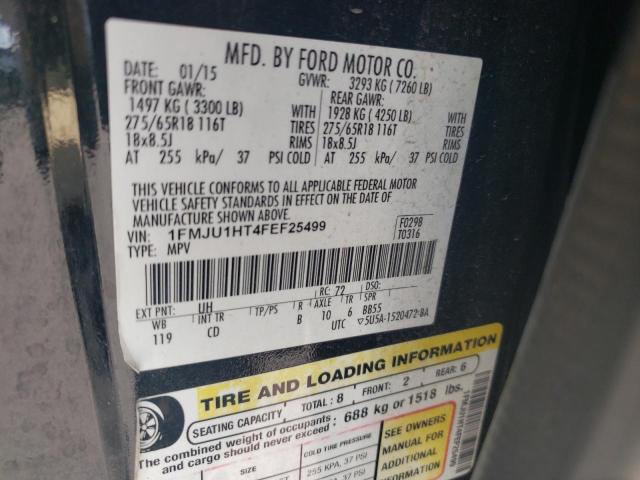 MFD. BY FORD MOTOR CO.
DATE: 01/15 GVWR: 3293 KG ( 7260 LB)
FRONT GAWR: REAR GAWR:
1497 KG ( 3300 LB) 1928 KG ( 4250 LB)
275/65R18 116T WITH TIRES 275/65R18 116T WITH TIRES
18x8.5J RIMS 18x8.5J RIMS
AT 255 kPa/ 37 PSI COLD AT 255 kPa/ 37 PSI COLD
THIS VEHICLE CONFORMS TO ALL APPLICABLE FEDERAL MOTOR
VEHICLE SAFETY STANDARDS IN EFFECT ON THE DATE OF
MANUFACTURE SHOWN ABOVE.
VIN: 1FMJU1HT4FEF25499 F0298
TYPE: MPV T0316
EXT PNT: UH RC: 72 DSO:
WB INT TR TP/PS R AXLE TR SPR
119 CD B 10 6 BB55
UTC ▽5U5A-1520472-BA
TIRE AND LOADING INFORMATION
SEATING CAPACITY TOTAL: 8 FRONT: 2 REAR: 6
The combined weight of occupants
and cargo should never exceed 688 kg or 1518 lbs.
SIZE COLD TIRE PRESSURE
255 KPA, 37 PSI
SEE OWNERS
MANUAL FOR
ADDITIONAL
INFORMATION